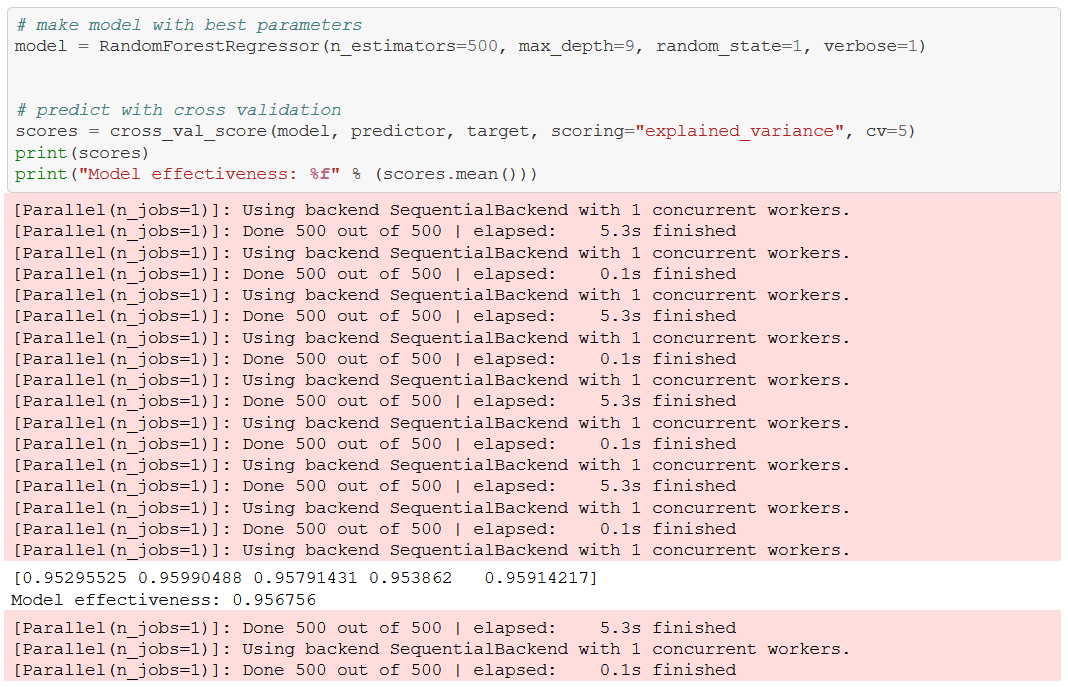 # make model with best parameters
model = RandomForestRegressor(n_estimators=500, max_depth=9, random_state=1, verbose=1)
# predict with cross validation
scores = cross_val_score(model, predictor, target, scoring="explained_variance", cv=5)
print(scores)
print("Model effectiveness: %f" % (scores.mean()))
[Parallel(n_jobs=1)]: Using backend SequentialBackend with 1 concurrent workers.
[Parallel(n_jobs=1)]: Done 500 out of 500 | elapsed:    5.3s finished
[Parallel(n_jobs=1)]: Using backend SequentialBackend with 1 concurrent workers.
[Parallel(n_jobs=1)]: Done 500 out of 500 | elapsed:    0.1s finished
[Parallel(n_jobs=1)]: Using backend SequentialBackend with 1 concurrent workers.
[Parallel(n_jobs=1)]: Done 500 out of 500 | elapsed:    5.3s finished
[Parallel(n_jobs=1)]: Using backend SequentialBackend with 1 concurrent workers.
[Parallel(n_jobs=1)]: Done 500 out of 500 | elapsed:    0.1s finished
[Parallel(n_jobs=1)]: Using backend SequentialBackend with 1 concurrent workers.
[Parallel(n_jobs=1)]: Done 500 out of 500 | elapsed:    5.3s finished
[Parallel(n_jobs=1)]: Using backend SequentialBackend with 1 concurrent workers.
[Parallel(n_jobs=1)]: Done 500 out of 500 | elapsed:    0.1s finished
[Parallel(n_jobs=1)]: Using backend SequentialBackend with 1 concurrent workers.
[Parallel(n_jobs=1)]: Done 500 out of 500 | elapsed:    5.3s finished
[Parallel(n_jobs=1)]: Using backend SequentialBackend with 1 concurrent workers.
[Parallel(n_jobs=1)]: Done 500 out of 500 | elapsed:    0.1s finished
[Parallel(n_jobs=1)]: Using backend SequentialBackend with 1 concurrent workers.
[0.95295525 0.95990488 0.95791431 0.953862   0.95914217]
Model effectiveness: 0.956756
[Parallel(n_jobs=1)]: Done 500 out of 500 | elapsed:    5.3s finished
[Parallel(n_jobs=1)]: Using backend SequentialBackend with 1 concurrent workers.
[Parallel(n_jobs=1)]: Done 500 out of 500 | elapsed:    0.1s finished